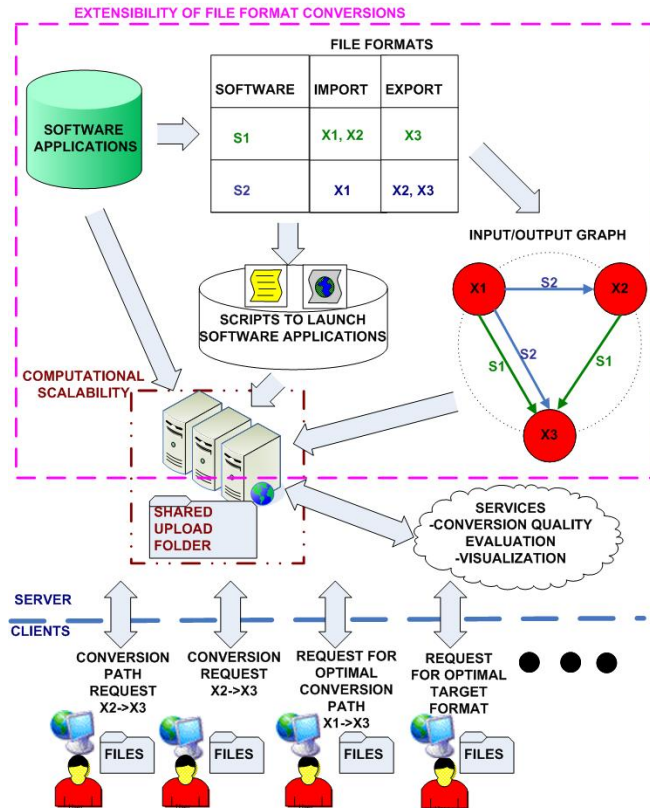 EXTENSIBILITY OF FILE FORMAT CONVERSIONS
FILE FORMATS
SOFTWARE IMPORT EXPORT
S1 X1, X2 X3
S2 X1 X2, X3
SOFTWARE
APPLICATIONS
INPUT/OUTPUT GRAPH
X1 S2 X2
S1 S2 S1
X3
SCRIPTS TO LAUNCH
SOFTWARE APPLICATIONS
COMPUTATIONAL
SCALABILITY
SHARED
UPLOAD
FOLDER
SERVICES
-CONVERSION QUALITY
EVALUATION
-VISUALIZATION
SERVER
CLIENTS
CONVERSION
PATH
REQUEST
X2->X3
FILES
CONVERSION
REQUEST
X2->X3
FILES
REQUEST FOR
OPTIMAL
CONVERSION
PATH
X1->X3
FILES
REQUEST
FOR OPTIMAL
TARGET
FORMAT
FILES